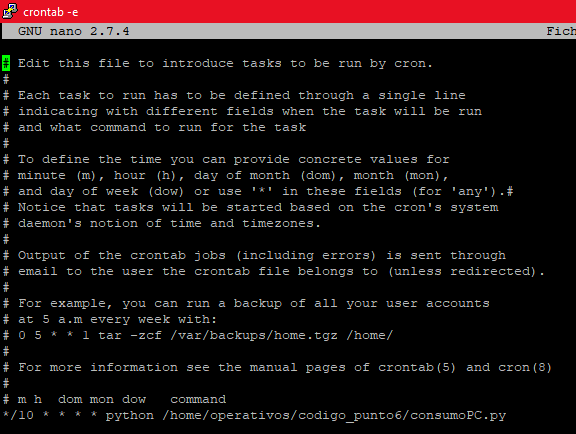 crontab -e
GNU nano 2.7.4 Fich
# Edit this file to introduce tasks to be run by cron.
#
# Each task to run has to be defined through a single line
# indicating with different fields when the task will be run
# and what command to run for the task
#
# To define the time you can provide concrete values for
# minute (m), hour (h), day of month (dom), month (mon),
# and day of week (dow) or use '*' in these fields (for 'any').#
# Notice that tasks will be started based on the cron's system
# daemon's notion of time and timezones.
#
# Output of the crontab jobs (including errors) is sent through
# email to the user the crontab file belongs to (unless redirected).
#
# For example, you can run a backup of all your user accounts
# at 5 a.m every week with:
# 0 5 * * 1 tar -zcf /var/backups/home.tgz /home/
#
# For more information see the manual pages of crontab(5) and cron(8)
#
# m h  dom mon dow   command
*/10 * * * * python /home/operativos/codigo_punto6/consumoPC.py